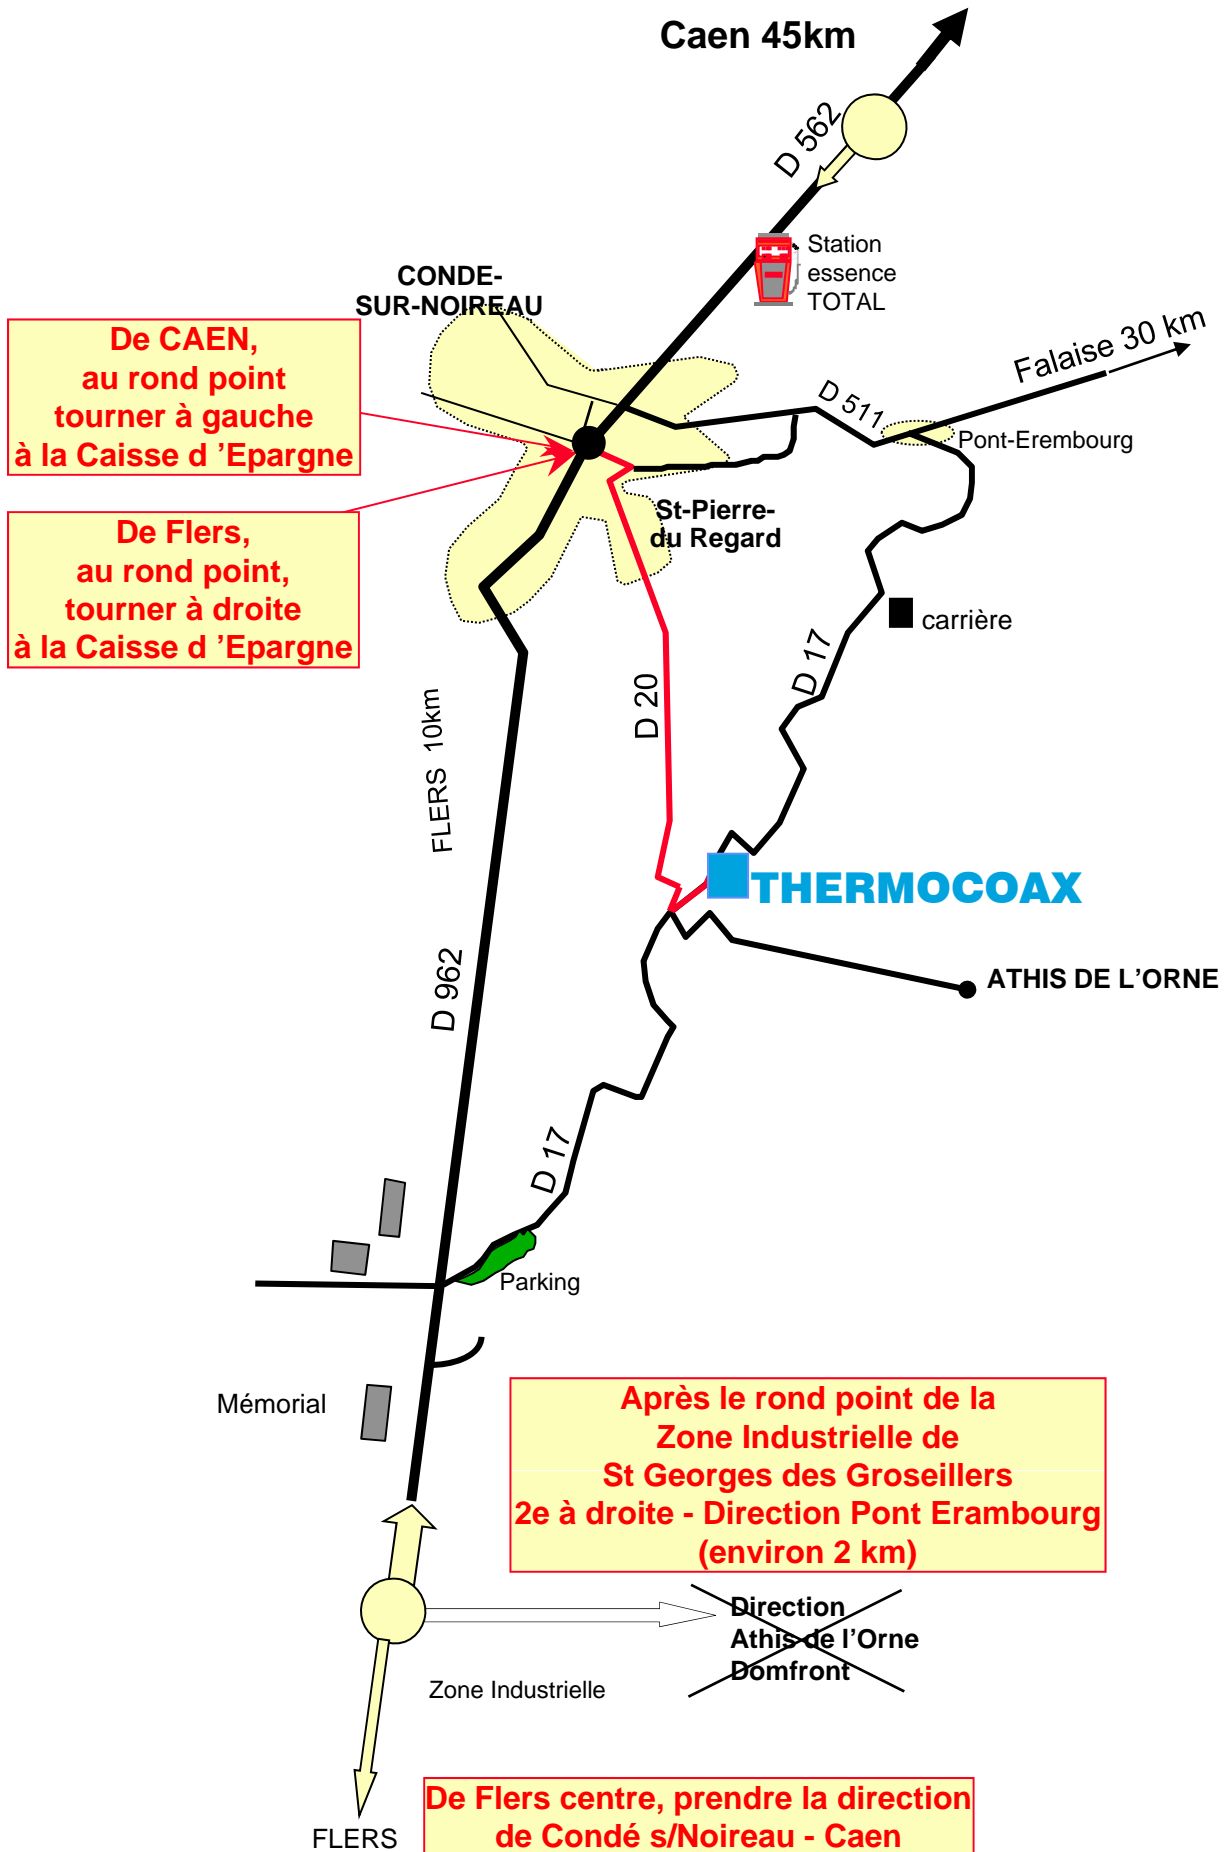 Caen 45km
D 562
Station
essence
TOTAL
CONDE-
SUR-NOIREAU
De CAEN,
au rond point
tourner à gauche
à la Caisse d ’Epargne
Falaise 30 km
D 511
Pont-Erembourg
De Flers,
au rond point,
tourner à droite
à la Caisse d ’Epargne
St-Pierre-
du Regard
carrière
D 17
D 20
FLERS 10km
THERMOCOAX
D 962
ATHIS DE L'ORNE
D 17
Parking
Mémorial
Après le rond point de la
Zone Industrielle de
St Georges des Groseillers
2e à droite - Direction Pont Erambourg
(environ 2 km)
Direction
Athis de l’Orne
Domfront
Zone Industrielle
FLERS
De Flers centre, prendre la direction
de Condé s/Noireau - Caen